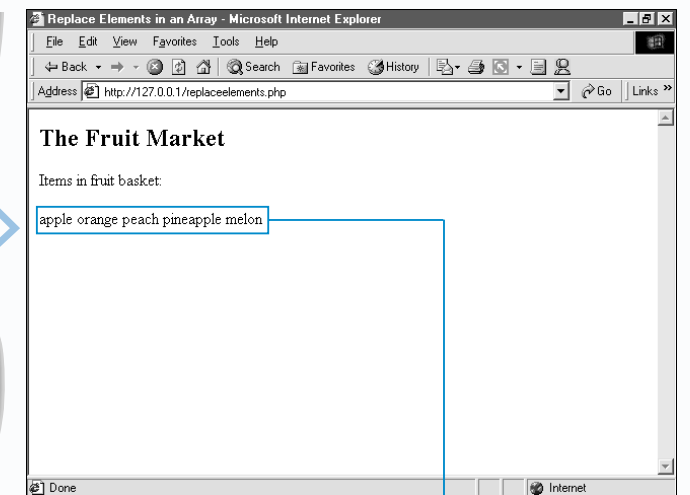 Replace Elements in an Array - Microsoft Internet Explorer
File Edit View Favorites Tools Help
Back Search Favorites History
Address http://127.0.0.1/replaceelements.php Go Links »
The Fruit Market
Items in fruit basket:
apple orange peach pineapple melon
Done Internet